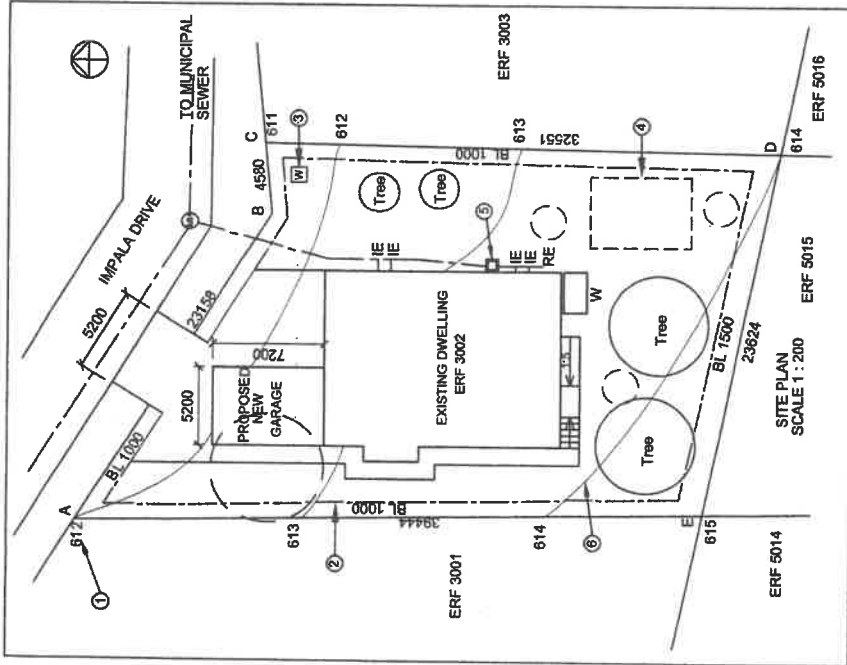 TO MUNICIPAL
SEWER
IMPALA DRIVE
ERF 3003
611
C
3
612
B
4580
W
5200
23158
BL 1000
32551
613
Tree
Tree
7200
5200
PROPOSED
NEW
GARAGE
BL 1000
A
612
1
IE
IE
5
4
D
614
ERF 5016
EXISTING DWELLING
ERF 3002
IE
IE
RE
W
1:5
613
2
BL 1000
39444
ERF 3001
614
6
Tree
Tree
BL 1500
23624
ERF 5015
E
615
ERF 5014
SITE PLAN
SCALE 1 : 200